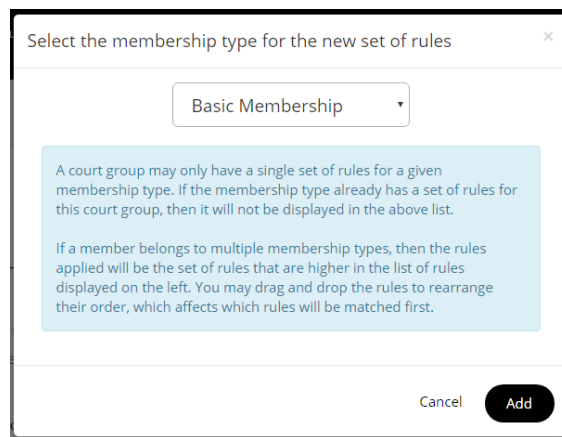 Select the membership type for the new set of rules
×
Basic Membership
A court group may only have a single set of rules for a given
membership type. If the membership type already has a set of rules for
this court group, then it will not be displayed in the above list.
If a member belongs to multiple membership types, then the rules
applied will be the set of rules that are higher in the list of rules
displayed on the left. You may drag and drop the rules to rearrange
their order, which affects which rules will be matched first.
Cancel
Add